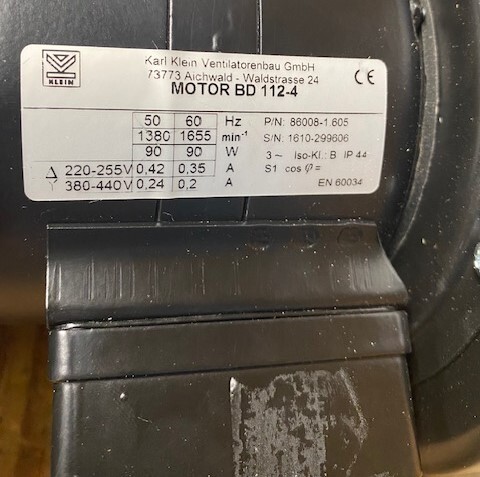 KLEIN
Karl Klein Ventilatorenbau GmbH
73773 Aichwald - Waldstrasse 24
MOTOR BD 112-4
CE
50 60 Hz P/N: 86008-1.605
1380 1655 min⁻¹ S/N: 1610-299606
90 90 W 3 ~ Iso-Kl.: B IP 44
Δ 220-255V 0,42 0,35 A S1 cos φ =
Y 380-440V 0,24 0,2 A EN 60034